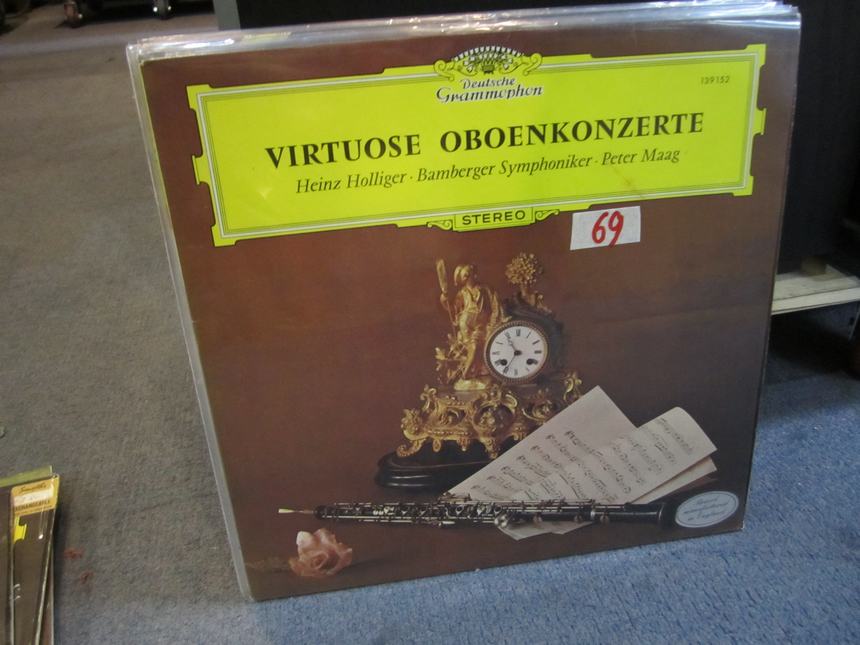 Deutsche
Grammophon
139152
VIRTUOSE OBOENKONZERTE
Heinz Holliger · Bamberger Symphoniker · Peter Maag
STEREO
69